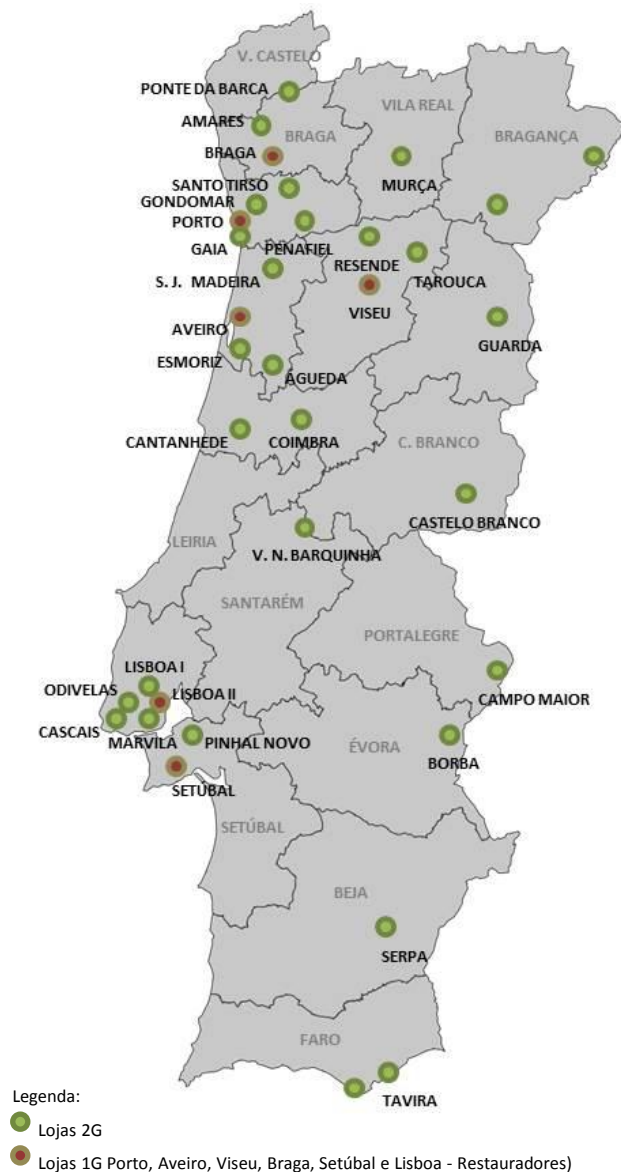 V. CASTELO
PONTE DA BARCA
VILA REAL
AMARES
BRAGA
BRAGANÇA
BRAGA
MURÇA
SANTO TIRSO
GONDOMAR
PORTO
GAIA
PENAFIEL
RESENDE
TAROUCA
S. J. MADEIRA
VISEU
AVEIRO
GUARDA
ESMORIZ
AGUEDA
CANTANHEDE
COIMBRA
C. BRANCO
CASTELO BRANCO
LEIRIA
V. N. BARQUINHA
SANTARÉM
PORTALEGRE
LISBOA I
ODIVELAS
LISBOA II
CAMPO MAIOR
CASCAIS
MARVILA
PINHAL NOVO
ÉVORA
BORBA
SETÚBAL
SETÚBAL
BEJA
SERPA
FARO
TAVIRA
Legenda:
Lojas 2G
Lojas 1G Porto, Aveiro, Viseu, Braga, Setúbal e Lisboa - Restauradores)